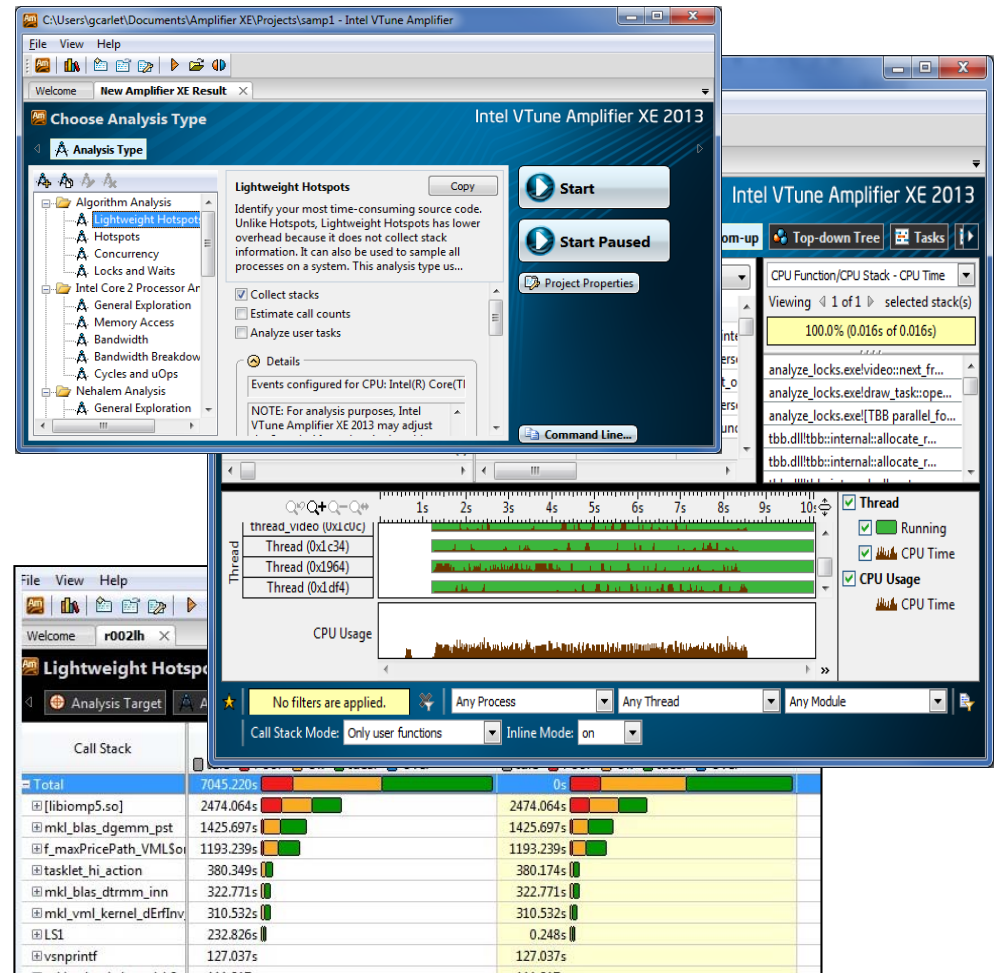 C:\Users\gcarlet\Documents\Amplifier XE\Projects\samp1 - Intel VTune Amplifier
File View Help
Welcome New Amplifier XE Result
Choose Analysis Type
Intel VTune Amplifier XE 2013
Analysis Type
Algorithm Analysis
Lightweight Hotspots
Hotspots
Concurrency
Locks and Waits
Intel Core 2 Processor Ar
General Exploration
Memory Access
Bandwidth
Bandwidth Breakdow
Cycles and uOps
Nehalem Analysis
General Exploration
Lightweight Hotspots
Copy
Identify your most time-consuming source code.
Unlike Hotspots, Lightweight Hotspots has lower
overhead because it does not collect stack
information. It can also be used to sample all
processes on a system. This analysis type us...
Collect stacks
Estimate call counts
Analyze user tasks
Details
Events configured for CPU: Intel(R) Core(T
NOTE: For analysis purposes, Intel
VTune Amplifier XE 2013 may adjust
Start
Start Paused
Project Properties
Command Line...
Intel VTune Amplifier XE 2013
om-up Top-down Tree Tasks
CPU Function/CPU Stack - CPU Time
Viewing 1 of 1 selected stack(s)
100.0% (0.016s of 0.016s)
analyze_locks.exe!video::next_fr...
analyze_locks.exe!draw_task::ope...
analyze_locks.exe![TBB parallel_fo...
tbb.dll!tbb::internal::allocate_r...
tbb.dll!tbb::internal::allocate_r...
1s 2s 3s 4s 5s 6s 7s 8s 9s 10s
Thread
thread_video (0x1c0c)
Thread (0x1c34)
Thread (0x1964)
Thread (0x1df4)
CPU Usage
Thread
Running
CPU Time
CPU Usage
CPU Time
No filters are applied. Any Process Any Thread Any Module
Call Stack Mode: Only user functions Inline Mode: on
File View Help
Welcome r002lh
Lightweight Hotsp
Analysis Target A
Call Stack
Total 7045.220s 0s
[libiomp5.so] 2474.064s 2474.064s
mkl_blas_dgemm_pst 1425.697s 1425.697s
f_maxPricePath_VML$o 1193.239s 1193.239s
tasklet_hi_action 380.349s 380.174s
mkl_blas_dtrmm_inn 322.771s 322.771s
mkl_vml_kernel_dErfInv 310.532s 310.532s
LS1 232.826s 0.248s
vsnprintf 127.037s 127.037s